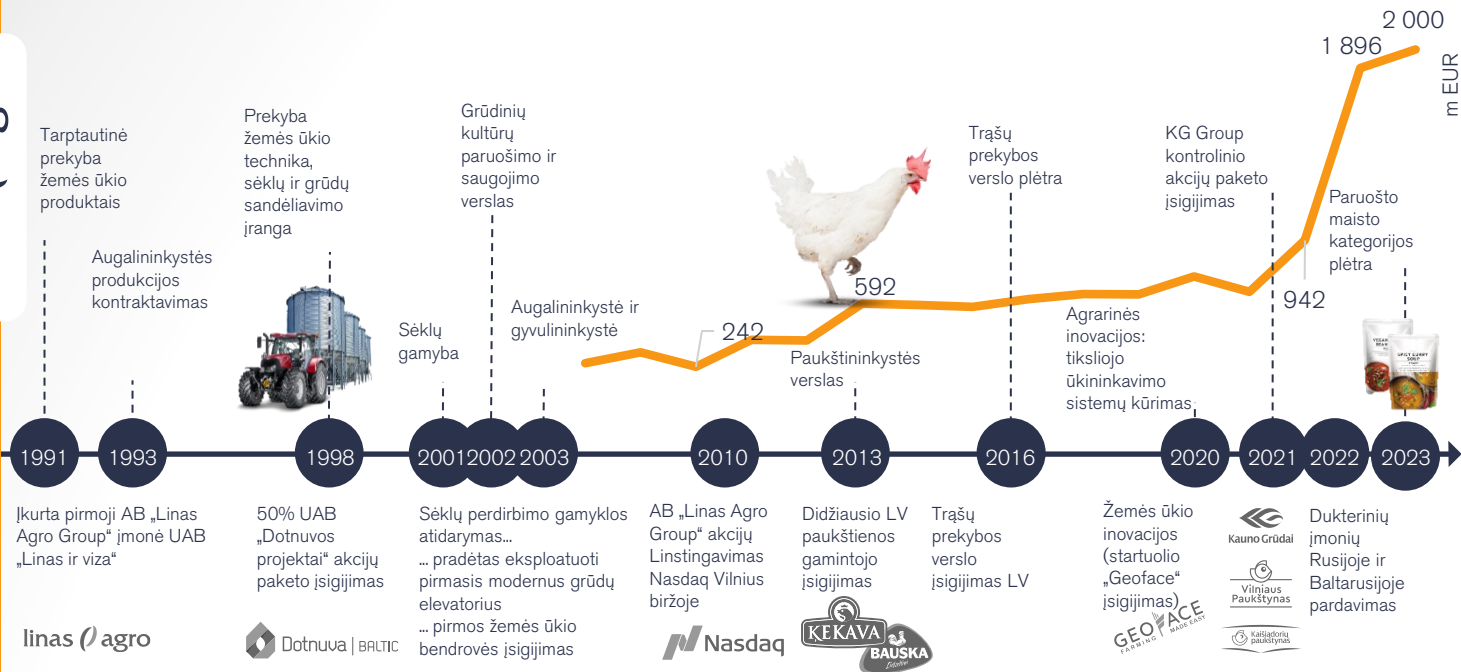 2 000
1 896
m EUR
Tarptautinė
prekyba
žemės ūkio
produktais
Augalininkystės
produkcijos
kontraktavimas
Prekyba
žemės ūkio
technika,
sėklų ir grūdų
sandėliavimo
įranga
Sėklų
gamyba
Grūdinių
kultūrų
paruošimo ir
saugojimo
verslas
Augalininkystė ir
gyvulininkystė
242
592
Paukštininkystės
verslas
Trąšų
prekybos
verslo plėtra
Agrarinės
inovacijos:
tiksliojo
ūkininkavimo
sistemų kūrimas
KG Group
kontrolinio
akcijų paketo
įsigijimas
942
Paruošto
maisto
kategorijos
plėtra
1991 1993 1998 2001 2002 2003 2010 2013 2016 2020 2021 2022 2023
Įkurta pirmoji AB „Linas
Agro Group“ įmonė UAB
„Linas ir viza“
linas agro
50% UAB
„Dotnuvos
projektai“ akcijų
paketo įsigijimas
Dotnuva | BALTIC
Sėklų perdirbimo gamyklos
atidarymas...
... pradėtas eksploatuoti
pirmasis modernus grūdų
elevatorius
... pirmos žemės ūkio
bendrovės įsigijimas
AB „Linas Agro
Group“ akcijų
Linstingavimas
Nasdaq Vilnius
biržoje
Nasdaq
Didžiausio LV
paukštienos
gamintojo
įsigijimas
ĶEKAVA
BAUSKA
Trąšų
prekybos
verslo
įsigijimas LV
Žemės ūkio
inovacijos
(startuolio
„Geoface“
įsigijimas)
GEOFACE
FARMING MADE EASY
Kauno Grūdai
Vilniaus
Paukštynas
Kaišiadorių
paukštynas
Dukterinių
įmonių
Rusijoje ir
Baltarusijoje
pardavimas